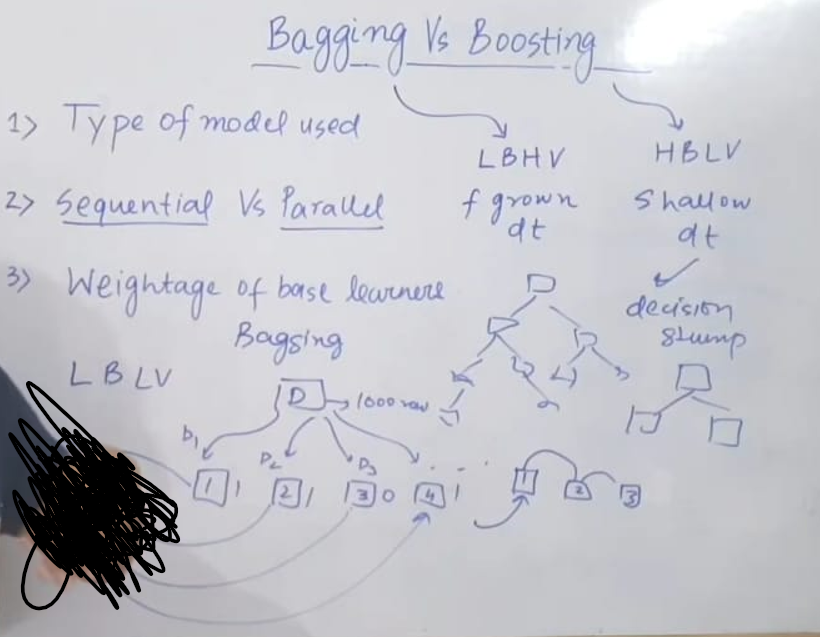 Bagging Vs Boosting
1) Type of model used
LBHV
HBLV
2) Sequential Vs Parallel
f grown
dt
Shallow
dt
3) Weightage of base learners
decision
stump
Bagging
LBLV
D
1000 row
D1
D2
D3
1 1
2 1
3 0
4 1
1
2
3